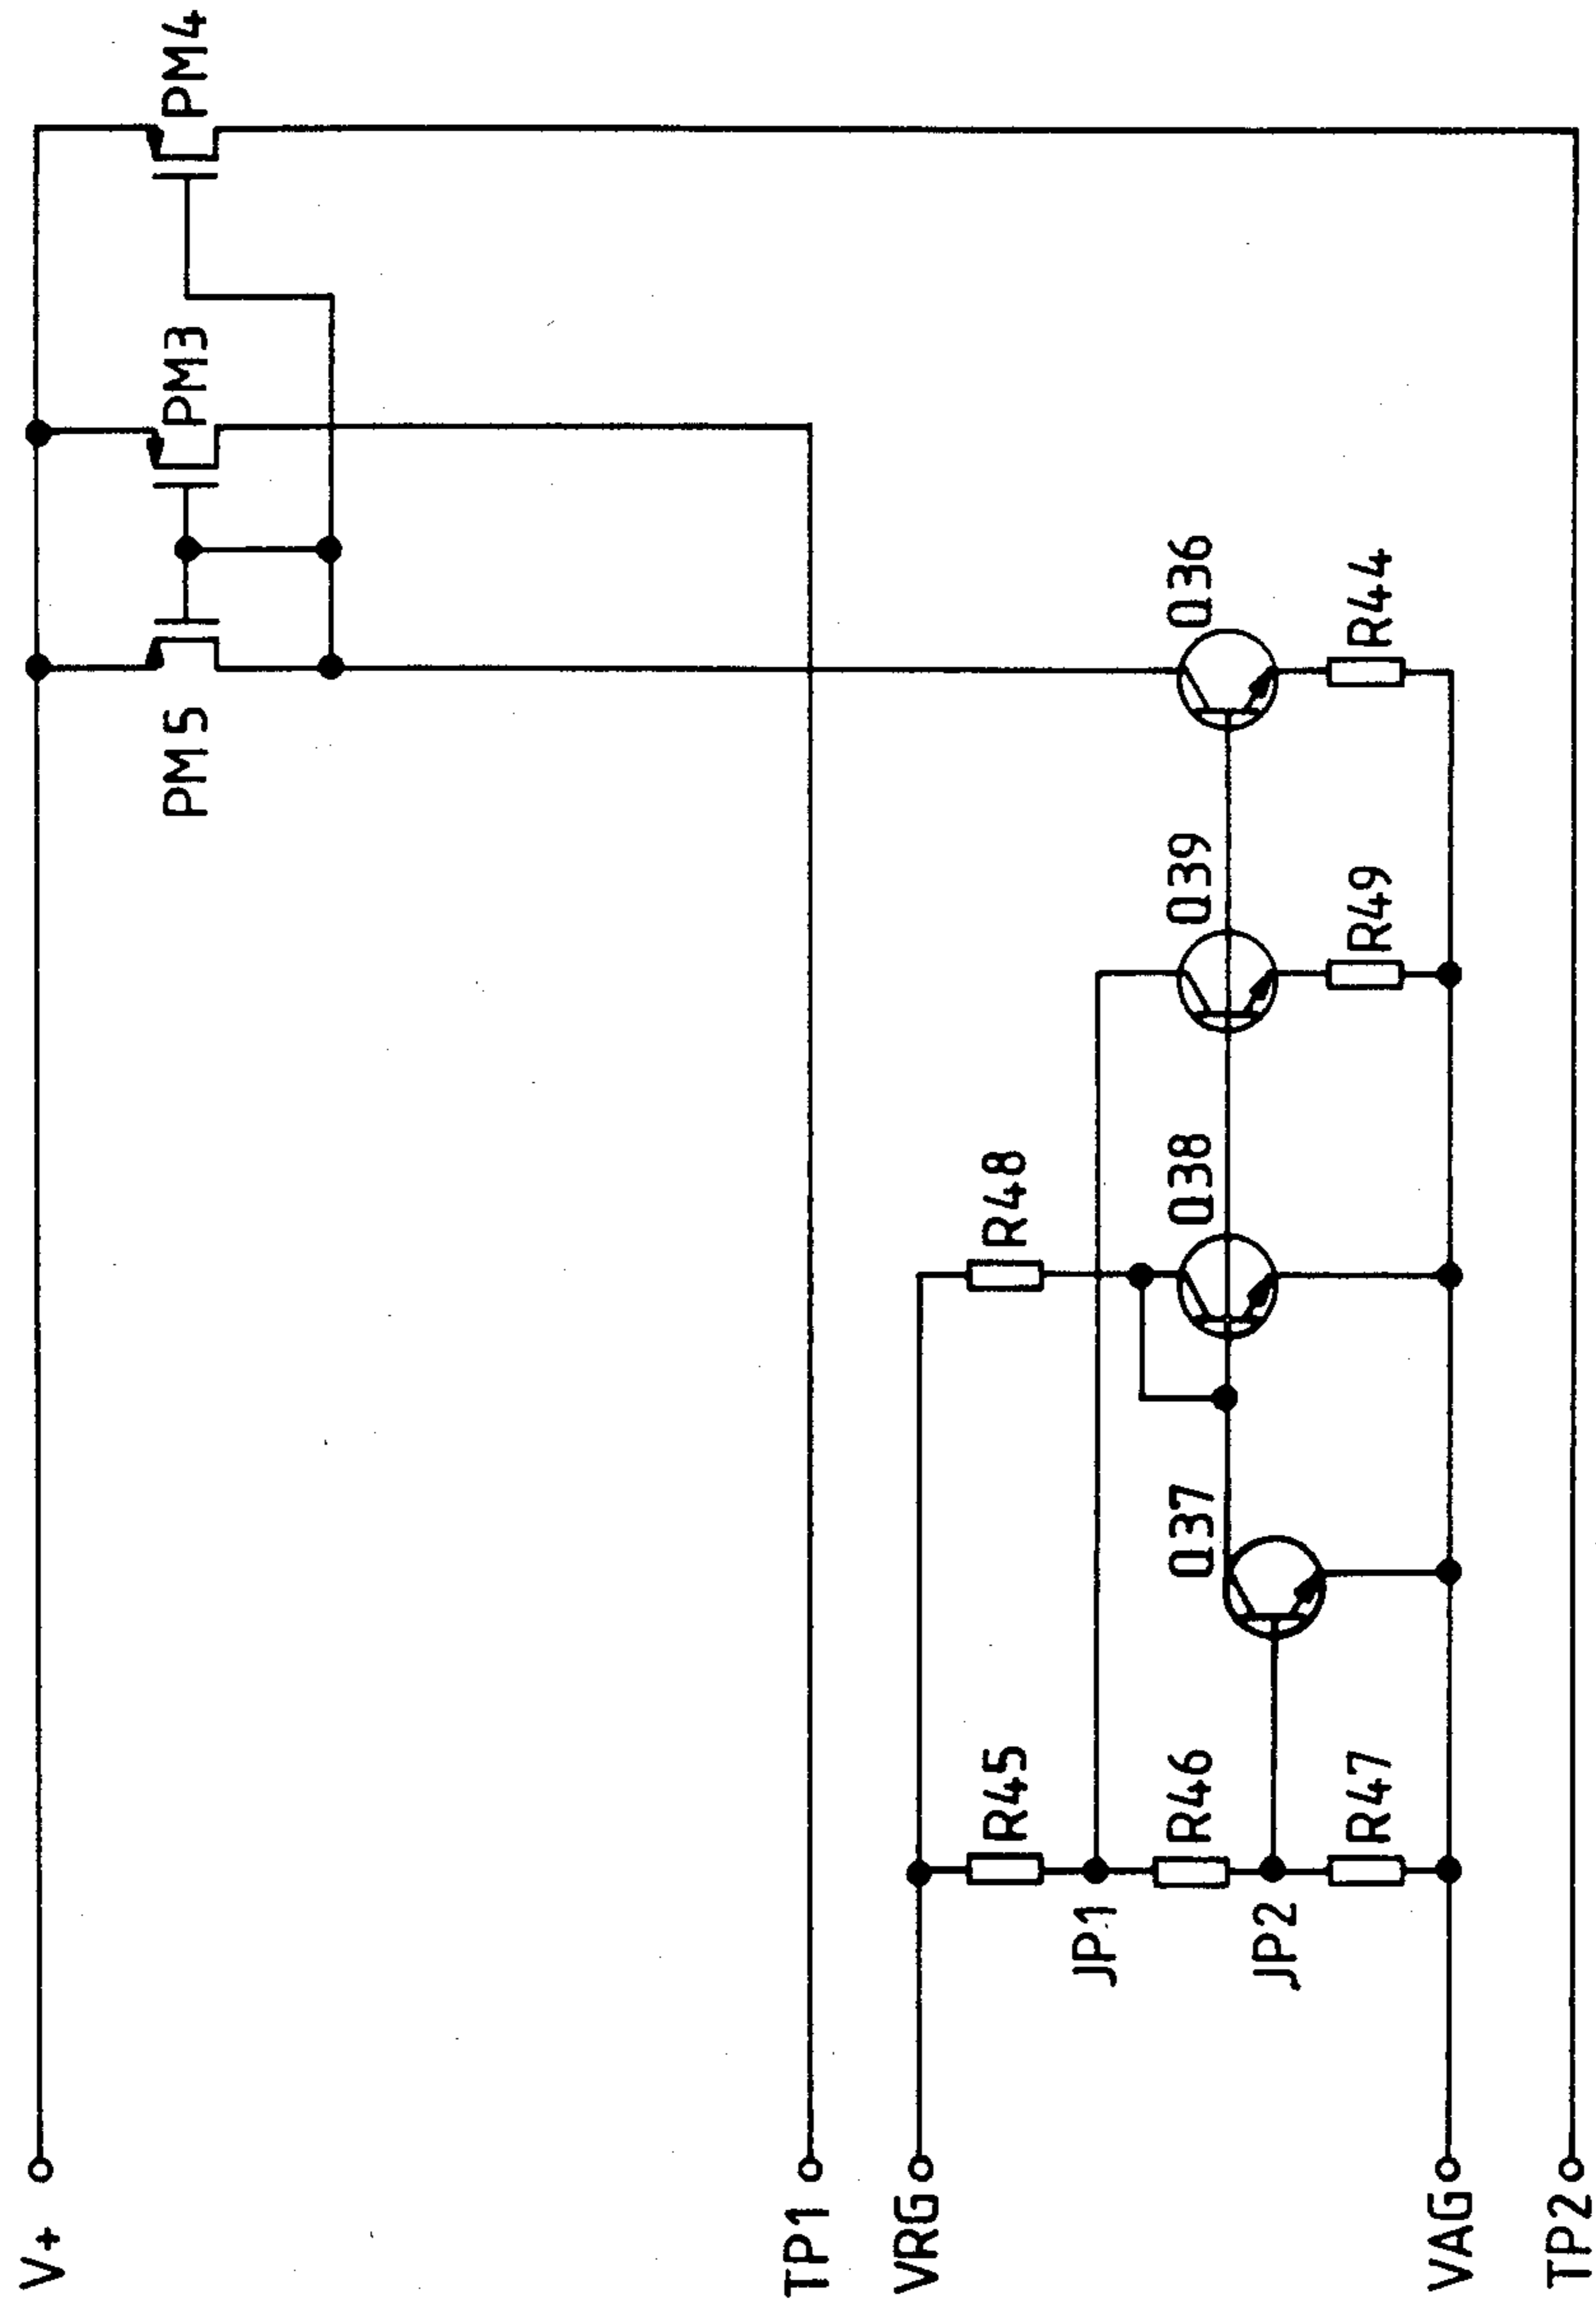 V+
PM5
PM3
PM4
TP1
VRG
R45
R48
JP1
R46
Q37
Q38
Q39
Q36
JP2
R47
R49
R44
VAG
TP2